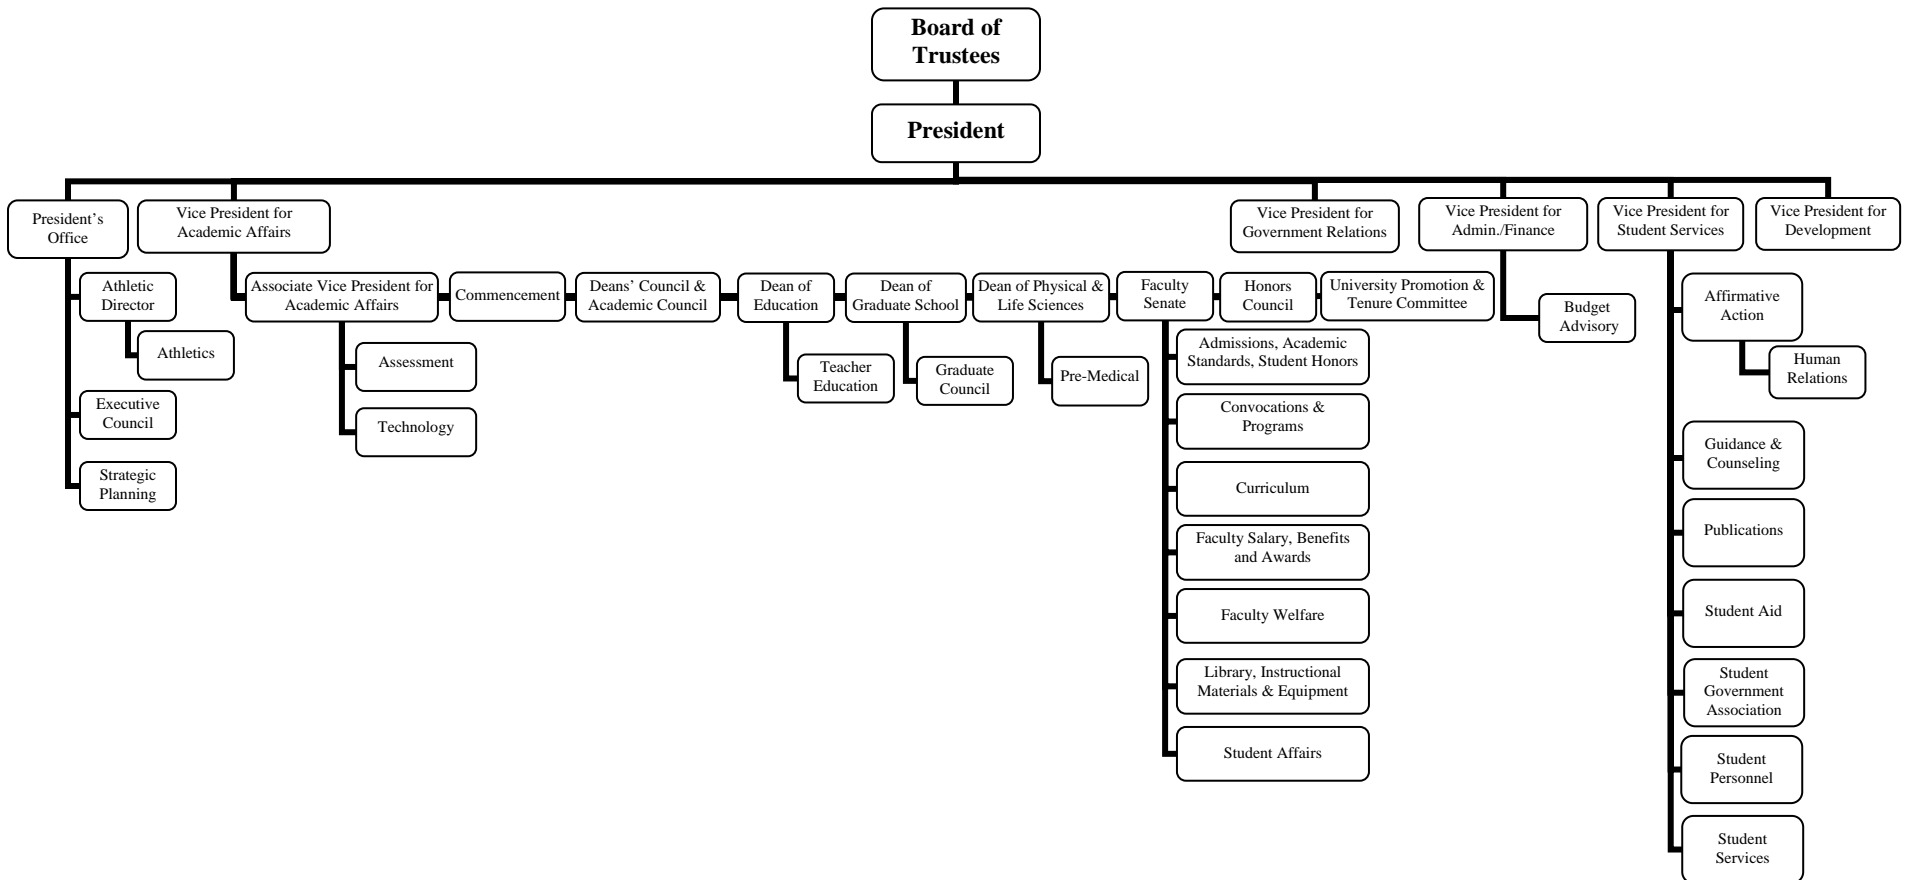 Board of
Trustees
President
President’s
Office
Vice President for
Academic Affairs
Vice President for
Government Relations
Vice President for
Admin./Finance
Vice President for
Student Services
Vice President for
Development
Athletic
Director
Athletics
Executive
Council
Strategic
Planning
Associate Vice President for
Academic Affairs
Assessment
Technology
Commencement
Deans’ Council &
Academic Council
Dean of
Education
Teacher
Education
Dean of
Graduate School
Graduate
Council
Dean of Physical &
Life Sciences
Pre-Medical
Faculty
Senate
Admissions, Academic
Standards, Student Honors
Convocations &
Programs
Curriculum
Faculty Salary, Benefits
and Awards
Faculty Welfare
Library, Instructional
Materials & Equipment
Student Affairs
Honors
Council
University Promotion &
Tenure Committee
Budget
Advisory
Affirmative
Action
Human
Relations
Guidance &
Counseling
Publications
Student Aid
Student
Government
Association
Student
Personnel
Student
Services